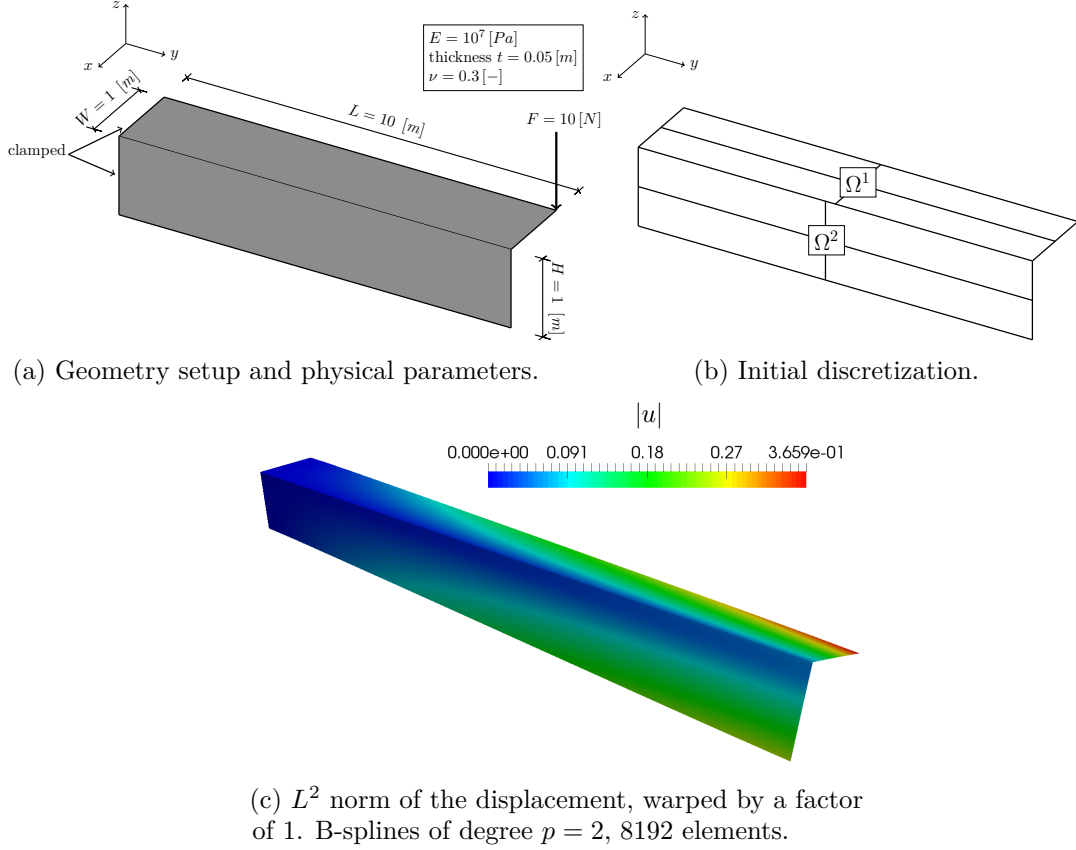 z
y
x
W = 1 [m]
L = 10 [m]
E = 10^7 [Pa]
thickness t = 0.05 [m]
ν = 0.3 [−]
F = 10 [N]
clamped
H = 1 [m]
z
y
x
Ω^1
Ω^2
(a) Geometry setup and physical parameters.
(b) Initial discretization.
|u|
0.000e+00 0.091 0.18 0.27 3.659e-01
(c) L^2 norm of the displacement, warped by a factor
of 1. B-splines of degree p = 2, 8192 elements.